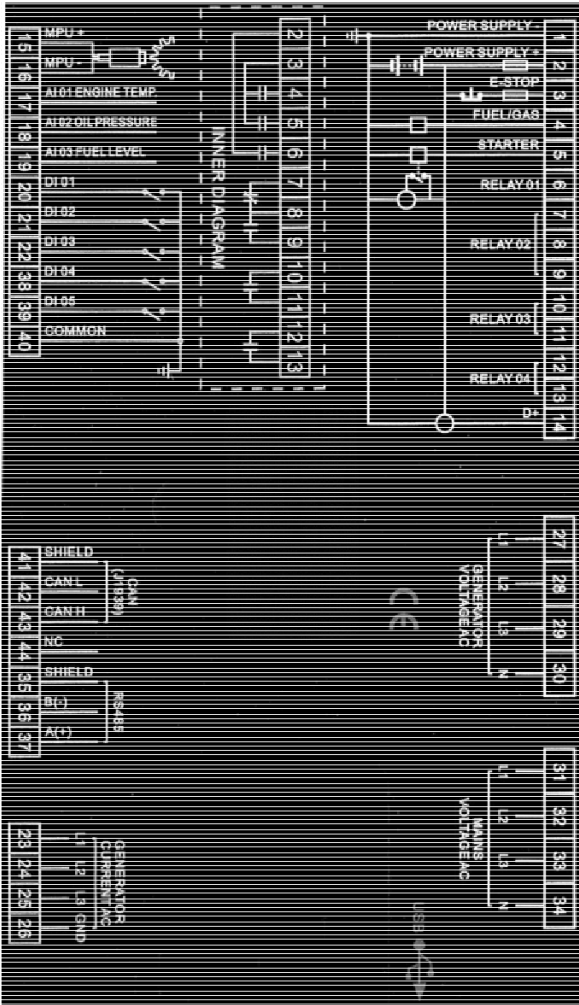 15
16
17
18
19
20
21
22
38
39
40
MPU +
MPU -
AI 01 ENGINE TEMP.
AI 02 OIL PRESSURE
AI 03 FUEL LEVEL
DI 01
DI 02
DI 03
DI 04
DI 05
COMMON
INNER DIAGRAM
2
3
4
5
6
7
8
9
10
11
12
13
POWER SUPPLY -
POWER SUPPLY +
E-STOP
FUEL/GAS
STARTER
RELAY 01
RELAY 02
RELAY 03
RELAY 04
D+
1
2
3
4
5
6
7
8
9
10
11
12
13
14
41
42
43
44
35
36
37
SHIELD
CAN L
CAN H
NC
SHIELD
B(-)
A(+)
CAN
(J1939)
RS485
CE
GENERATOR
VOLTAGE AC
L1
L2
L3
N
27
28
29
30
MAINS
VOLTAGE AC
L1
L2
L3
N
31
32
33
34
23
24
25
26
L1
L2
L3
GND
GENERATOR
CURRENT AC
USB